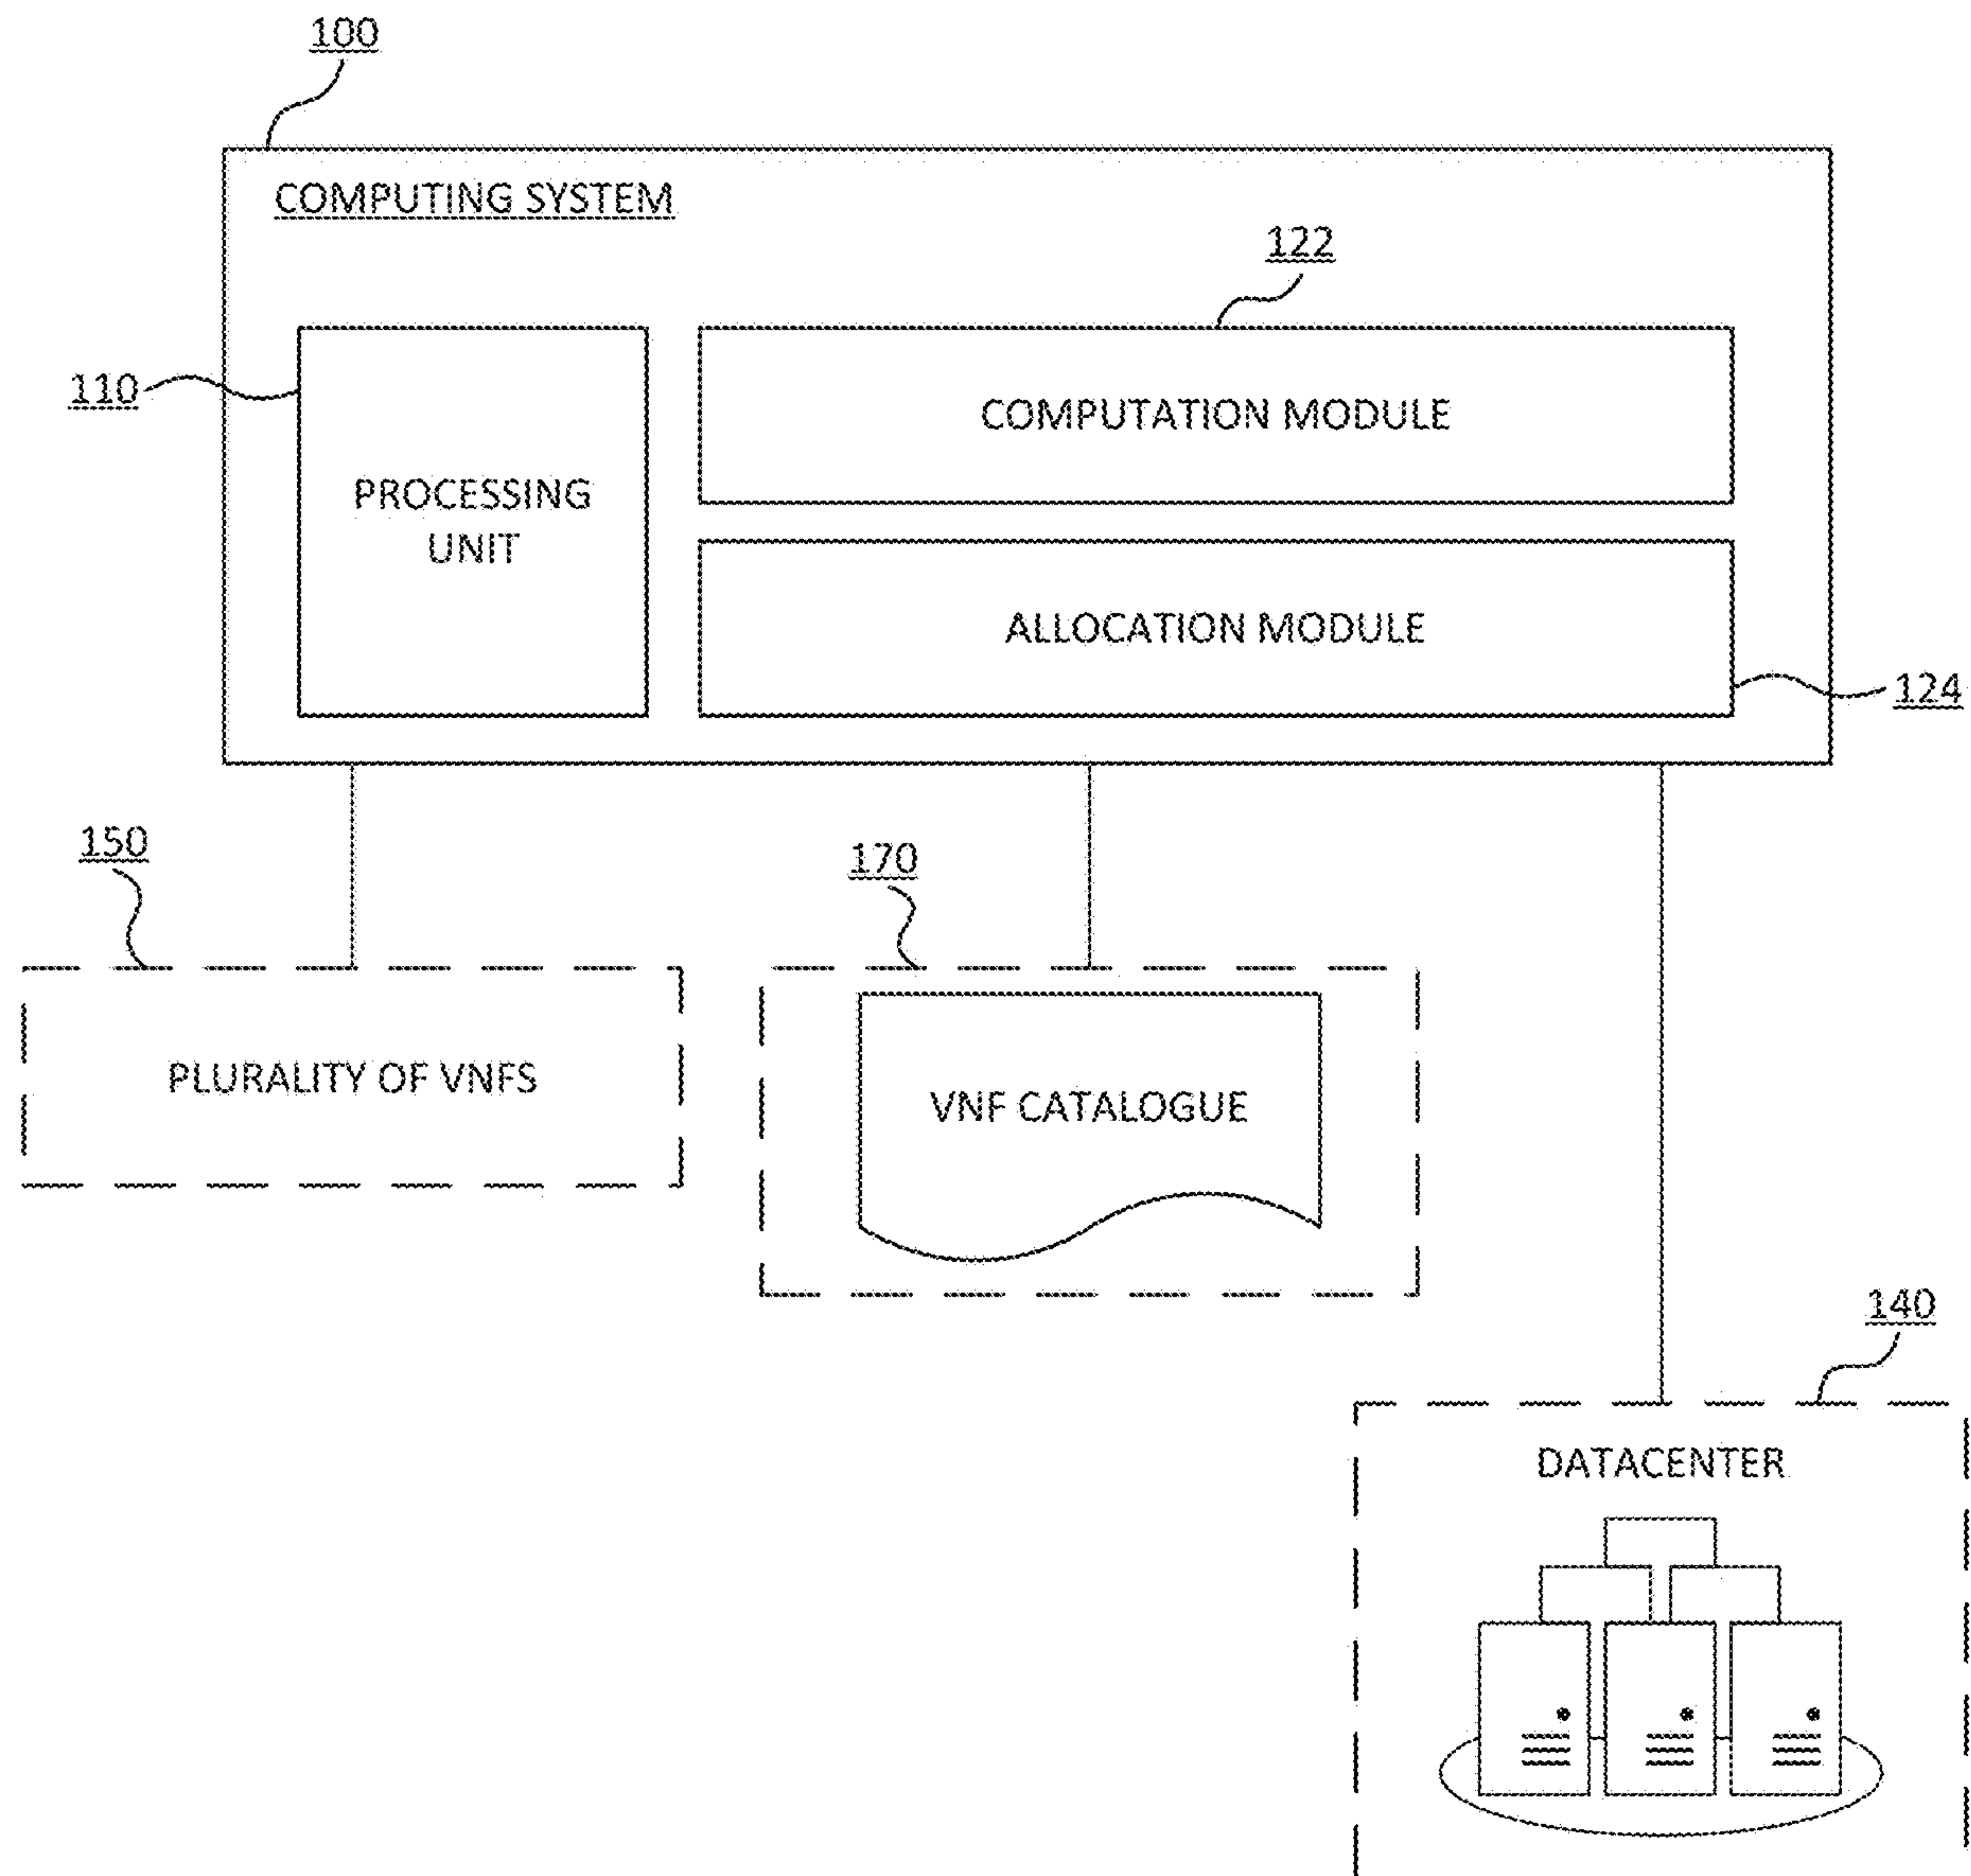 100
COMPUTING SYSTEM
122
110
COMPUTATION MODULE
PROCESSING
UNIT
ALLOCATION MODULE
124
150
170
PLURALITY OF VNFS
VNF CATALOGUE
140
DATACENTER